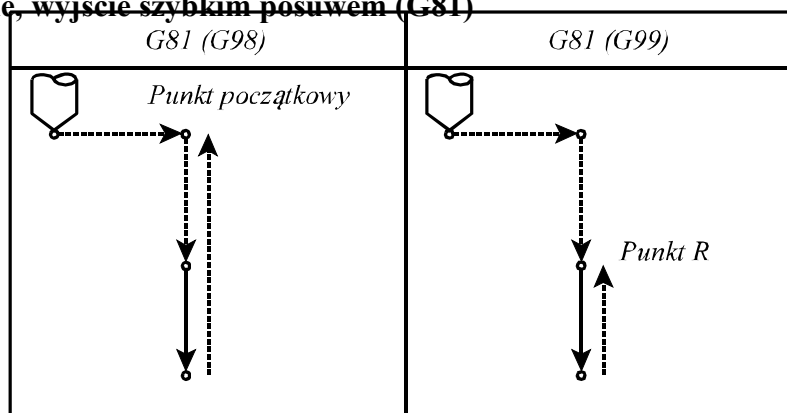 e, wyjście szybkim posuwem (G81)
G81 (G98)
G81 (G99)
Punkt początkowy
Punkt R